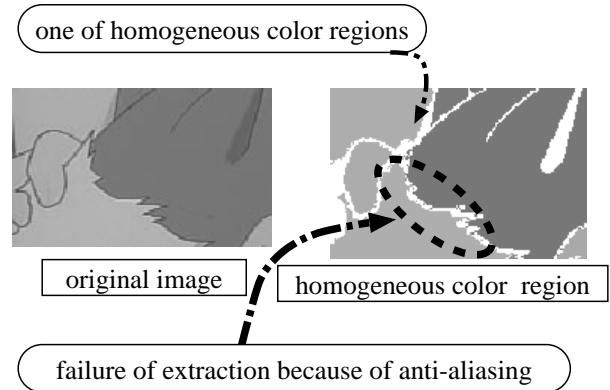 one of homogeneous color regions
original image
homogeneous color region
failure of extraction because of anti-aliasing